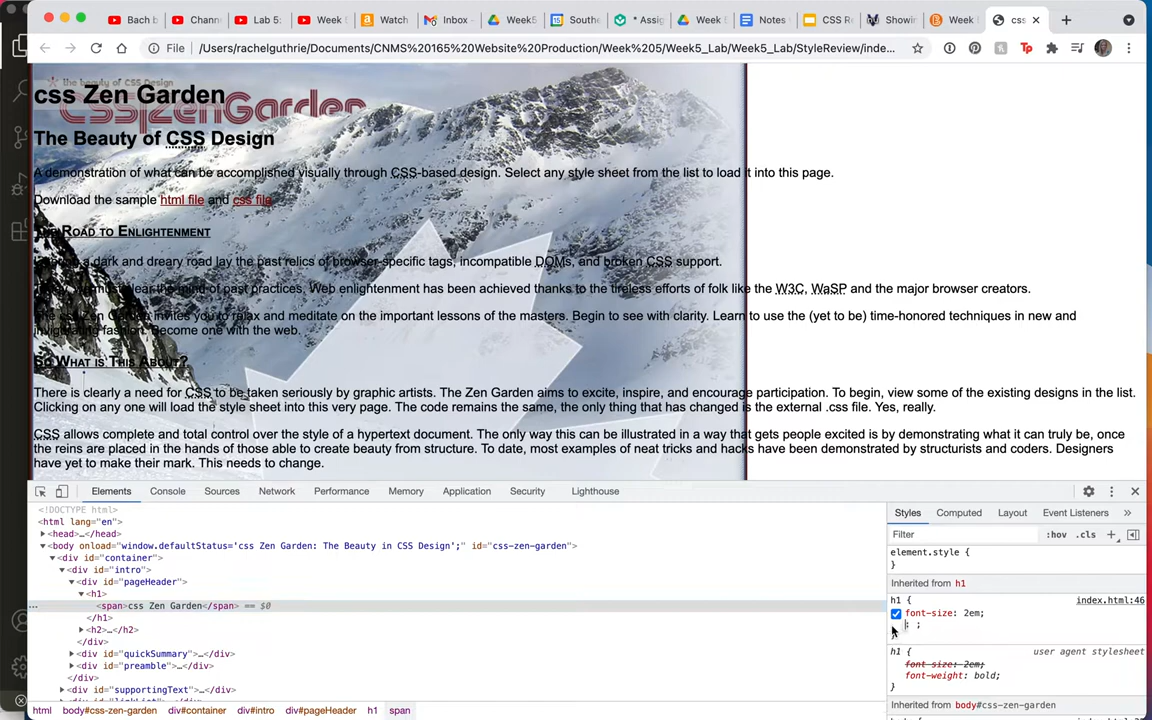 Bach b
Chann
Lab 5:
Week
Watch
Inbox
Week5
Southe
* Assig
Week
Notes
CSS Re
Showin
Week
css
File /Users/rachelguthrie/Documents/CNMS%20165%20Website%20Production/Week%205/Week5_Lab/Week5_Lab/StyleReview/inde...
the beauty of CSS Design
css Zen Garden
CSS Zen Garden
The Beauty of CSS Design
A demonstration of what can be accomplished visually through CSS-based design. Select any style sheet from the list to load it into this page.
Download the sample html file and css file
Road to Enlightenment
a dark and dreary road lay the past relics of browser-specific tags, incompatible DOMs, and broken CSS support.
must clear the mind of past practices. Web enlightenment has been achieved thanks to the tireless efforts of folk like the W3C, WaSP and the major browser creators.
The css Zen Garden invites you to relax and meditate on the important lessons of the masters. Begin to see with clarity. Learn to use the (yet to be) time-honored techniques in new and
invigorating fashion. Become one with the web.
So What is This About?
There is clearly a need for CSS to be taken seriously by graphic artists. The Zen Garden aims to excite, inspire, and encourage participation. To begin, view some of the existing designs in the list.
Clicking on any one will load the style sheet into this very page. The code remains the same, the only thing that has changed is the external .css file. Yes, really.
CSS allows complete and total control over the style of a hypertext document. The only way this can be illustrated in a way that gets people excited is by demonstrating what it can truly be, once
the reins are placed in the hands of those able to create beauty from structure. To date, most examples of neat tricks and hacks have been demonstrated by structurists and coders. Designers
have yet to make their mark. This needs to change.
Elements Console Sources Network Performance Memory Application Security Lighthouse
<!DOCTYPE html>
<html lang="en">
<head>…</head>
<body onload="window.defaultStatus='css Zen Garden: The Beauty in CSS Design';" id="css-zen-garden">
<div id="container">
<div id="intro">
<div id="pageHeader">
<h1>
<span>css Zen Garden</span> == $0
</h1>
<h2>…</h2>
</div>
<div id="quickSummary">…</div>
<div id="preamble">…</div>
</div>
<div id="supportingText">…</div>
html body#css-zen-garden div#container div#intro div#pageHeader h1 span
Styles Computed Layout Event Listeners »
Filter :hov .cls +
element.style {
}
Inherited from h1
h1 { index.html:46
font-size: 2em;
: ;
}
h1 { user agent stylesheet
font-size: 2em;
font-weight: bold;
}
Inherited from body#css-zen-garden